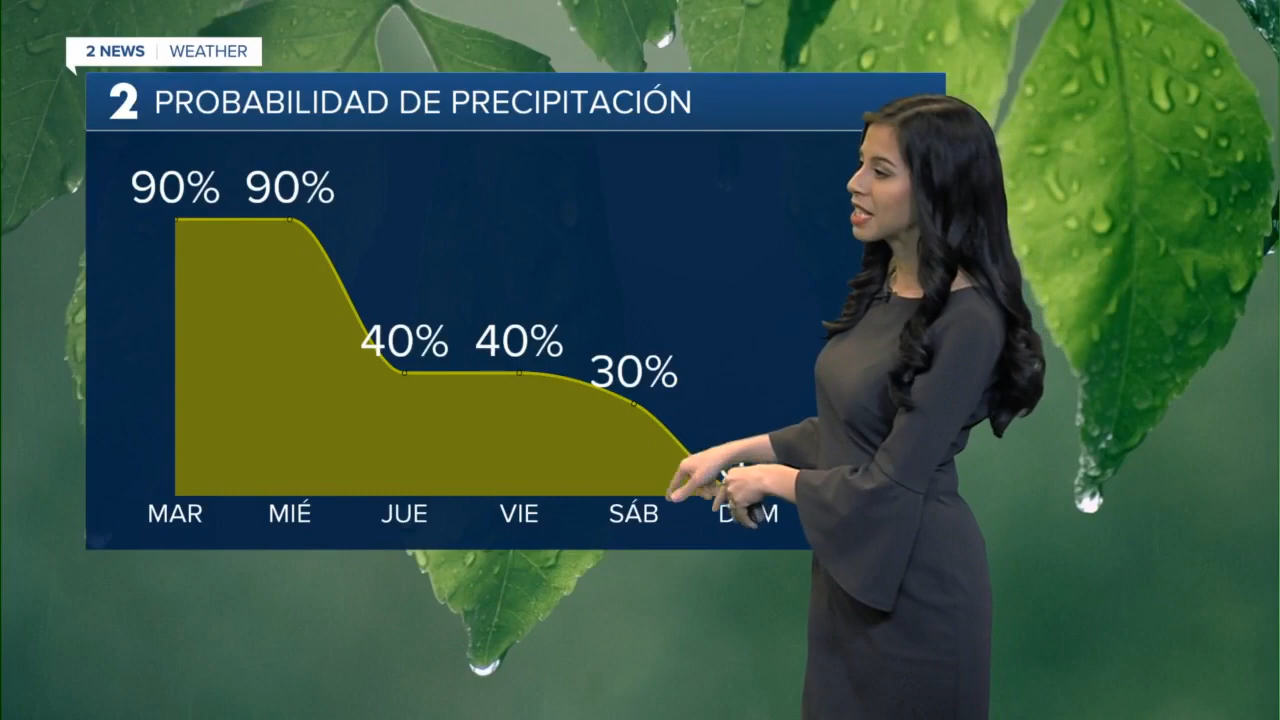 2 NEWS | WEATHER
2 PROBABILIDAD DE PRECIPITACIÓN
90% 90%
40% 40%
30%
MAR MIÉ JUE VIE SÁB